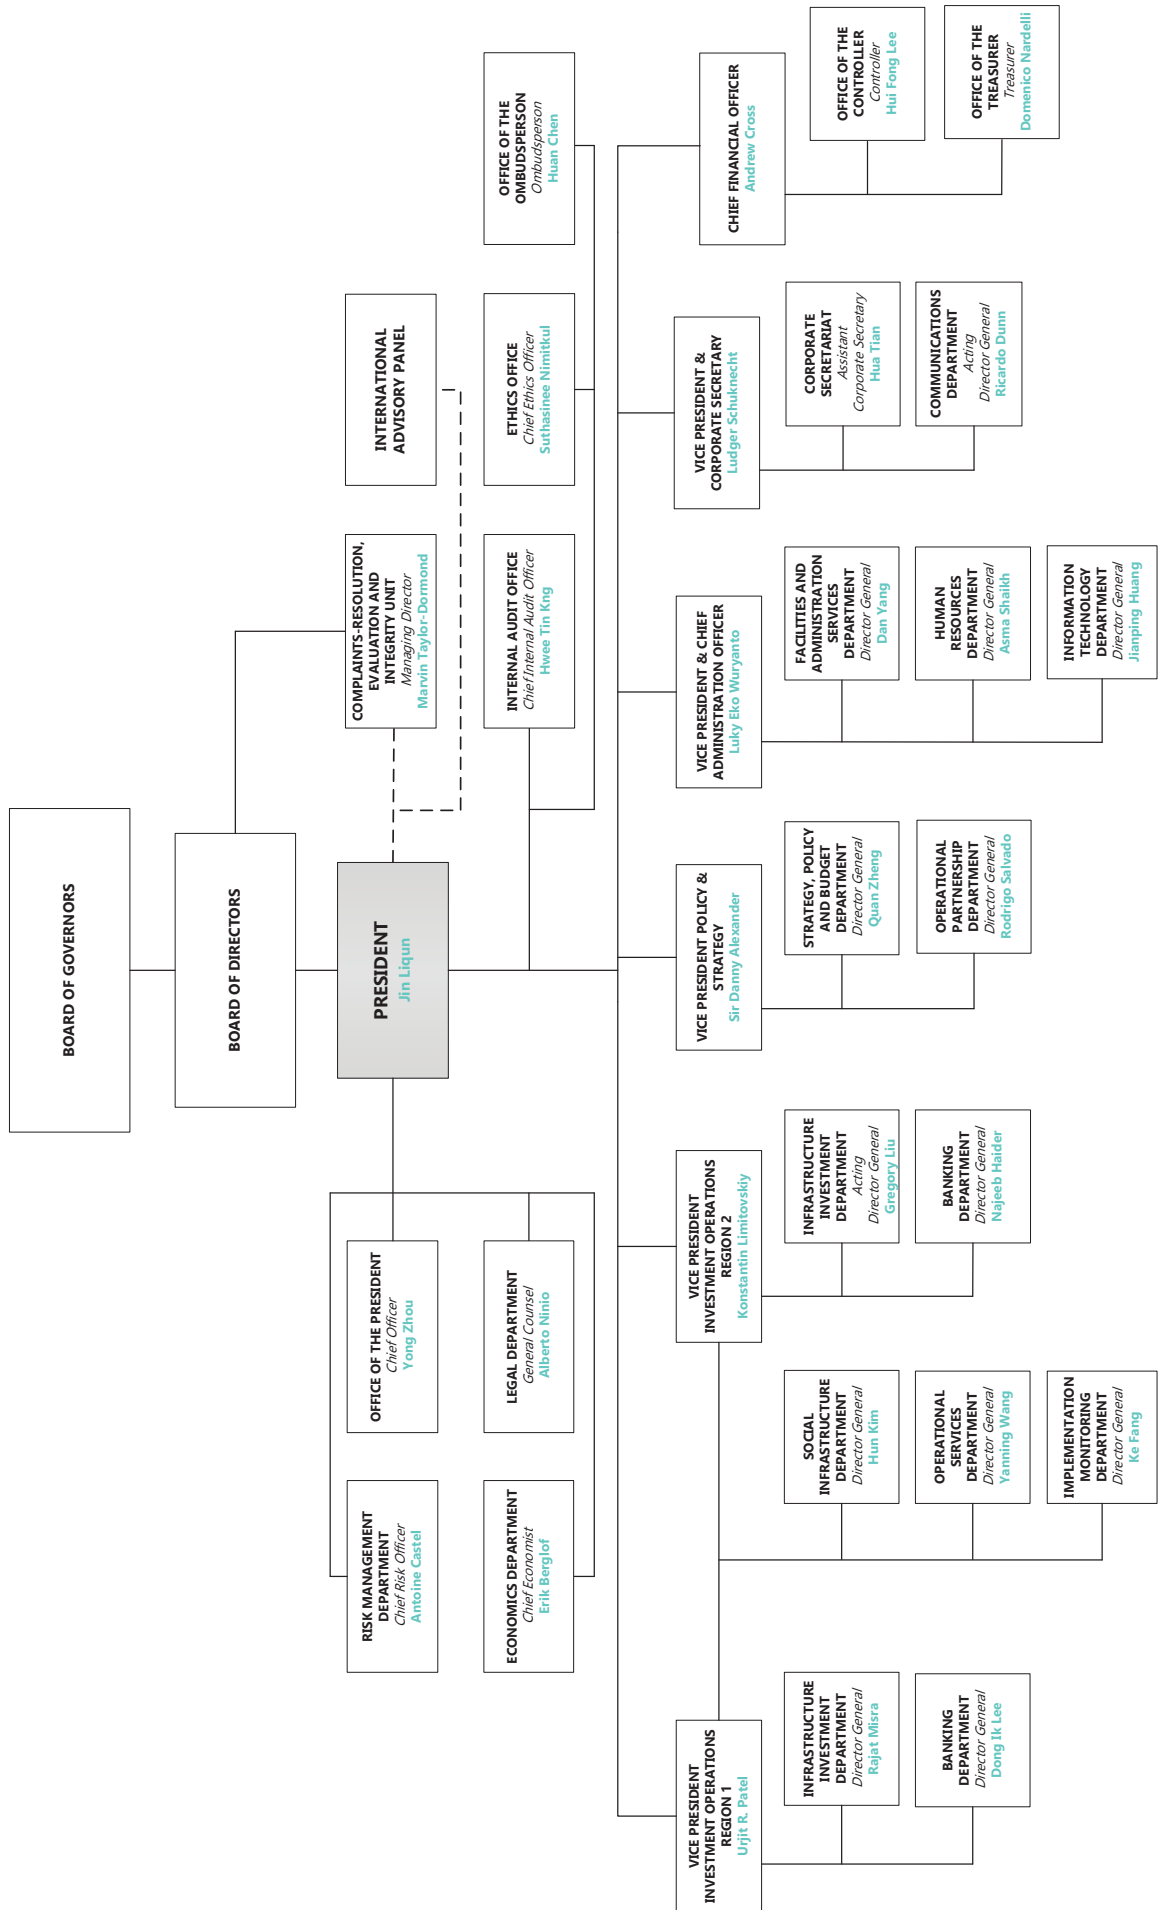 BOARD OF GOVERNORS
BOARD OF DIRECTORS
PRESIDENT
Jin Liqun
COMPLAINTS-RESOLUTION,
EVALUATION AND
INTEGRITY UNIT
Managing Director
Marvin Taylor-Dormond
INTERNATIONAL
ADVISORY PANEL
RISK MANAGEMENT
DEPARTMENT
Chief Risk Officer
Antoine Castel
OFFICE OF THE PRESIDENT
Chief Officer
Yong Zhou
ECONOMICS DEPARTMENT
Chief Economist
Erik Berglof
LEGAL DEPARTMENT
General Counsel
Alberto Ninio
INTERNAL AUDIT OFFICE
Chief Internal Audit Officer
Hwee Tin Kng
ETHICS OFFICE
Chief Ethics Officer
Suthasinee Nimitkul
OFFICE OF THE
OMBUDSPERSON
Ombudsperson
Huan Chen
VICE PRESIDENT
INVESTMENT OPERATIONS
REGION 1
Urjit R. Patel
INFRASTRUCTURE
INVESTMENT
DEPARTMENT
Director General
Rajat Misra
BANKING
DEPARTMENT
Director General
Dong Ik Lee
SOCIAL
INFRASTRUCTURE
DEPARTMENT
Director General
Hun Kim
OPERATIONAL
SERVICES
DEPARTMENT
Director General
Yanning Wang
IMPLEMENTATION
MONITORING
DEPARTMENT
Director General
Ke Fang
VICE PRESIDENT
INVESTMENT OPERATIONS
REGION 2
Konstantin Limitovskiy
INFRASTRUCTURE
INVESTMENT
DEPARTMENT
Acting
Director General
Gregory Liu
BANKING
DEPARTMENT
Director General
Najeeb Haider
VICE PRESIDENT POLICY &
STRATEGY
Sir Danny Alexander
STRATEGY, POLICY
AND BUDGET
DEPARTMENT
Director General
Quan Zheng
OPERATIONAL
PARTNERSHIP
DEPARTMENT
Director General
Rodrigo Salvado
VICE PRESIDENT & CHIEF
ADMINISTRATION OFFICER
Luky Eko Wuryanto
FACILITIES AND
ADMINISTRATION
SERVICES
DEPARTMENT
Director General
Dan Yang
HUMAN
RESOURCES
DEPARTMENT
Director General
Asma Shaikh
INFORMATION
TECHNOLOGY
DEPARTMENT
Director General
Jianping Huang
VICE PRESIDENT &
CORPORATE SECRETARY
Ludger Schuknecht
CORPORATE
SECRETARIAT
Assistant
Corporate Secretary
Hua Tian
COMMUNICATIONS
DEPARTMENT
Acting
Director General
Ricardo Dunn
CHIEF FINANCIAL OFFICER
Andrew Cross
OFFICE OF THE
CONTROLLER
Controller
Hui Fong Lee
OFFICE OF THE
TREASURER
Treasurer
Domenico Nardelli